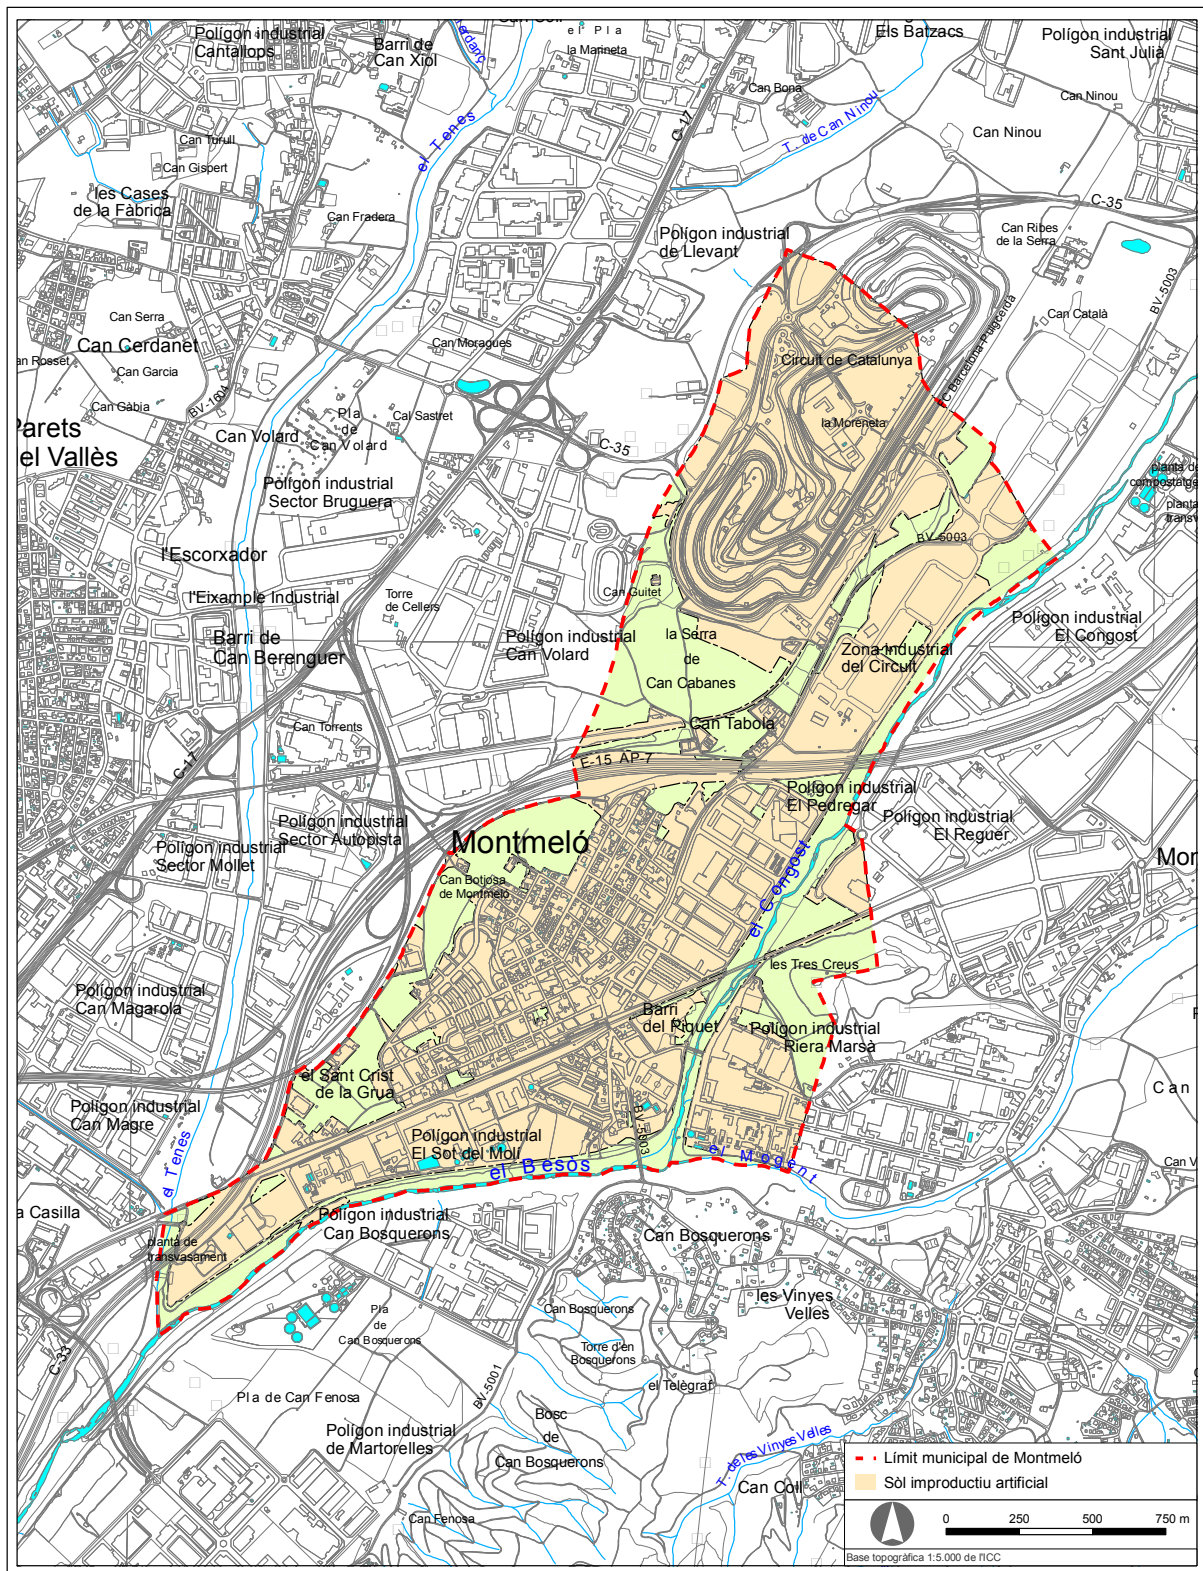 Can Coll
el Pla
Els Batzacs
Polígon industrial
Cantallops
Barri de
Can Xiol
la Marineta
Polígon industrial
Sant Julià
Can Bona
Can Ninou
el Tenes
C-17
T. de Can Ninou
Can Ninou
Can Turull
Can Gispert
les Cases
de la Fàbrica
Can Fradera
C-35
Polígon industrial
de Llevant
Can Ribes
de la Serra
BV-5003
Can Serra
Can Català
Can Gerdanet
Can Moragues
Circuit de Catalunya
FC Barcelona-Puigcerdà
Can Garcia
Can Gàbia
BV-1604
Pla
de
Can Volard
Cal Sastret
la Moreneta
Parets
del Vallès
Can Volard
C-35
Polígon industrial
Sector Bruguera
planta de
compostatge
planta
l'Escorxador
BV-5003
l'Eixample Industrial
Torre
de Cellers
Can Guitet
Barri de
Can Berenguer
Polígon industrial
Can Volard
la Serra
de
Can Cabanes
Zona industrial
del Circuit
Polígon industrial
El Congost
Can Torrents
Can Tabola
C-17
E-15 AP-7
Polígon industrial
El Pedregar
Polígon industrial
Sector Autopista
Polígon industrial
El Reguer
Polígon industrial
Sector Mollet
Montmeló
Can Botjosa
de Montmeló
el Congost
les Tres Creus
Polígon industrial
Can Magarola
Barri
del Piquet
Polígon industrial
Riera Marsà
el Sant Crist
de la Grua
Polígon industrial
Can Magre
Polígon industrial
El Sot del Molí
BV-5003
el Besòs
el Mogent
el Tenes
Polígon industrial
Can Bosquerons
Can Bosquerons
planta de
transvasament
les Vinyes
Velles
Can Bosquerons
Pla
de
Can Bosquerons
Torre d'en
Bosquerons
C-33
el Telègraf
Pla de Can Fenosa
BV-5001
Bosc
de
Can Bosquerons
Polígon industrial
de Martorelles
T. de les Vinyes Velles
Can Coll
Can Fenosa
Límit municipal de Montmeló
Sòl improductiu artificial
0 250 500 750 m
Base topogràfica 1:5.000 de l'ICC